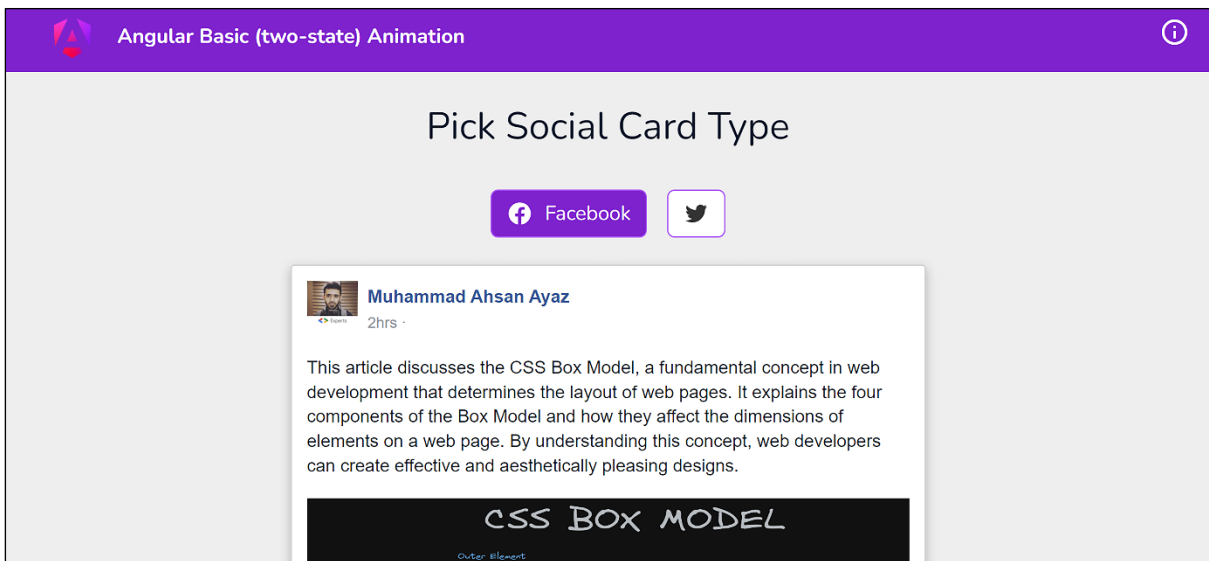 Angular Basic (two-state) Animation
Pick Social Card Type
Facebook
Muhammad Ahsan Ayaz
<> Experts
2hrs ·
This article discusses the CSS Box Model, a fundamental concept in web
development that determines the layout of web pages. It explains the four
components of the Box Model and how they affect the dimensions of
elements on a web page. By understanding this concept, web developers
can create effective and aesthetically pleasing designs.
CSS BOX MODEL
Outer Element